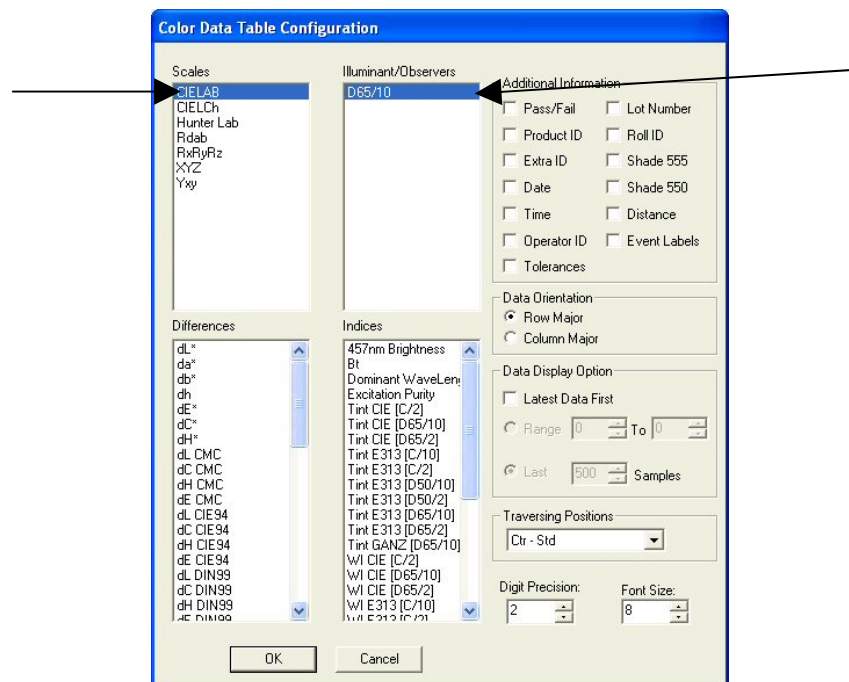 Color Data Table Configuration
Scales
CIELAB
CIELCh
Hunter Lab
Rdab
RxRyRz
XYZ
Yxy
Illuminant/Observers
D65/10
Additional Information
Pass/Fail
Lot Number
Product ID
Roll ID
Extra ID
Shade 555
Date
Shade 550
Time
Distance
Operator ID
Event Labels
Tolerances
Differences
dL*
da*
db*
dh
dE*
dC*
dH*
dL CMC
dC CMC
dH CMC
dE CMC
dL CIE94
dC CIE94
dH CIE94
dE CIE94
dL DIN99
dC DIN99
dH DIN99
dE DIN99
Indices
457nm Brightness
Bt
Dominant WaveLen
Excitation Purity
Tint CIE [C/2]
Tint CIE [D65/10]
Tint CIE [D65/2]
Tint E313 [C/10]
Tint E313 [C/2]
Tint E313 [D50/10]
Tint E313 [D50/2]
Tint E313 [D65/10]
Tint E313 [D65/2]
Tint GANZ [D65/10]
WI CIE [C/2]
WI CIE [D65/10]
WI CIE [D65/2]
WI E313 [C/10]
WI E313 [C/2]
Data Orientation
Row Major
Column Major
Data Display Option
Latest Data First
Range 0 To 0
Last 500 Samples
Traversing Positions
Ctr - Std
Digit Precision:
2
Font Size:
8
OK
Cancel